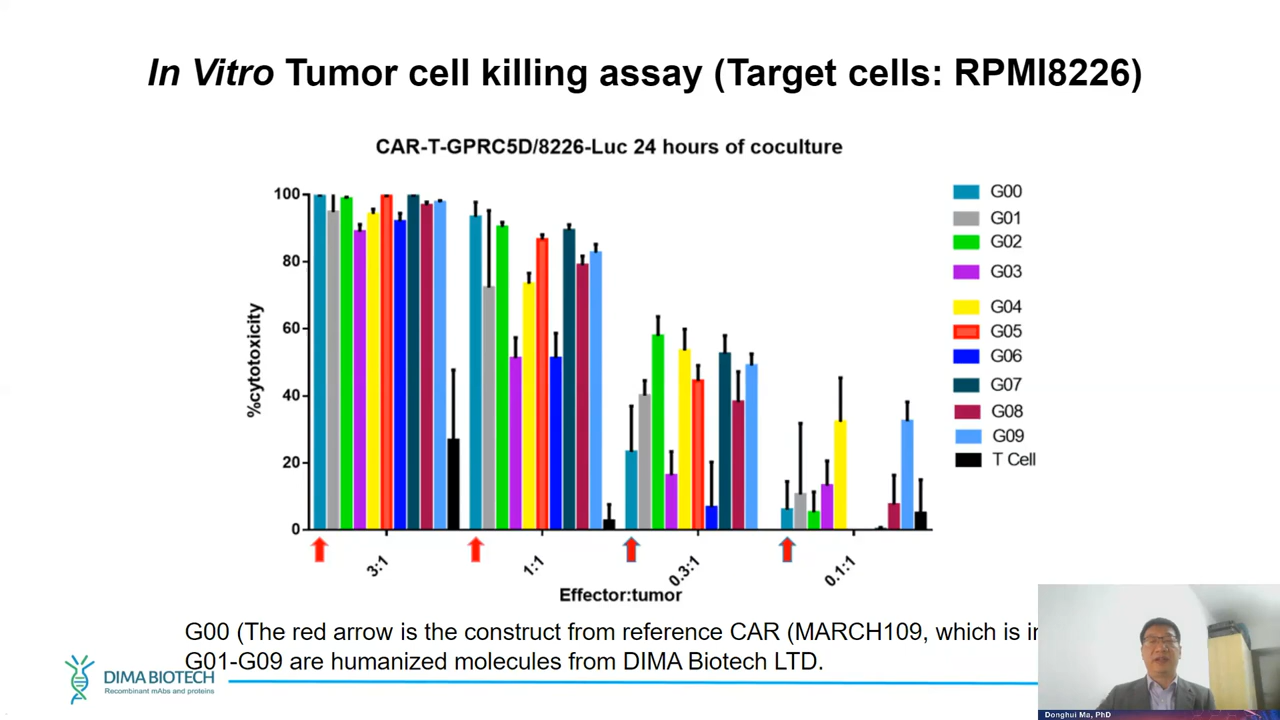 In Vitro Tumor cell killing assay (Target cells: RPMI8226)
CAR-T-GPRC5D/8226-Luc 24 hours of coculture
%cytotoxicity
100
80
60
40
20
0
3:1
1:1
0.3:1
0.1:1
Effector:tumor
G00
G01
G02
G03
G04
G05
G06
G07
G08
G09
T Cell
G00 (The red arrow is the construct from reference CAR (MARCH109, which is
G01-G09 are humanized molecules from DIMA Biotech LTD.
DIMA BIOTECH
Recombinant mAbs and proteins
Donghui Ma, PhD